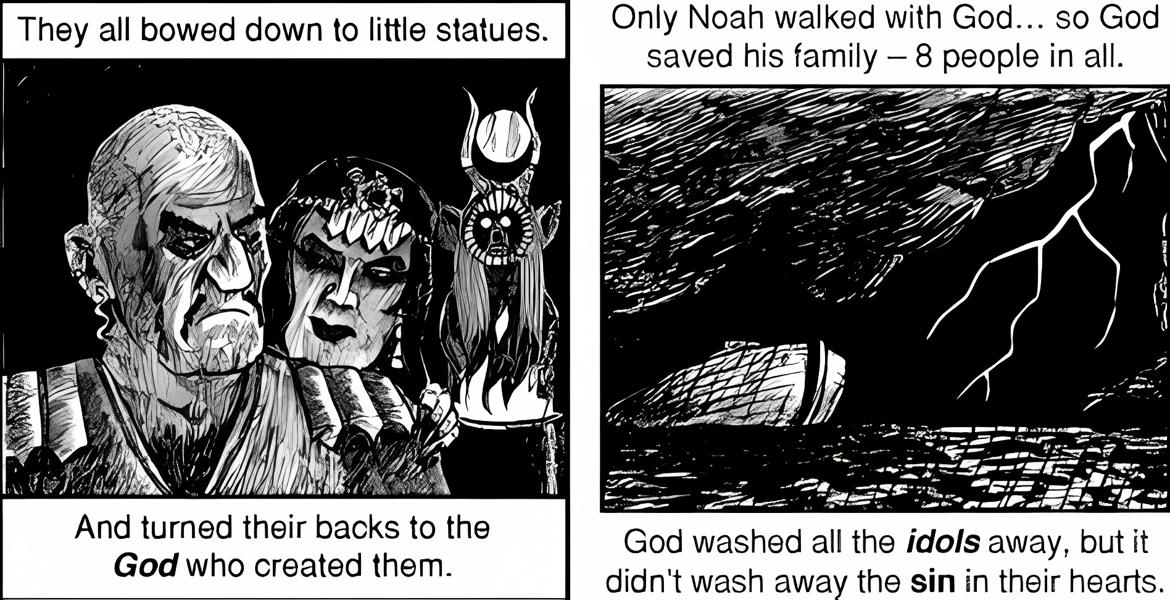 They all bowed down to little statues.
And turned their backs to the
God who created them.
Only Noah walked with God... so God
saved his family – 8 people in all.
God washed all the idols away, but it
didn't wash away the sin in their hearts.